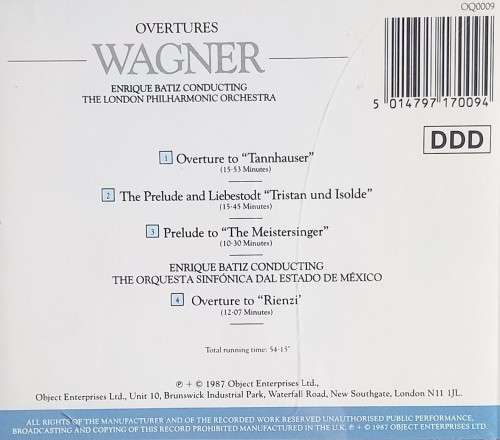 OQ0009
OVERTURES
WAGNER
ENRIQUE BATIZ CONDUCTING
THE LONDON PHILHARMONIC ORCHESTRA
5 014797 170094
DDD
1 Overture to “Tannhauser”
(15-53 Minutes)
2 The Prelude and Liebestodt “Tristan und Isolde”
(15-45 Minutes)
3 Prelude to “The Meistersinger”
(10-30 Minutes)
ENRIQUE BATIZ CONDUCTING
THE ORQUESTA SINFÓNICA DAL ESTADO DE MÉXICO
4 Overture to “Rienzi’
(12-07 Minutes)
Total running time: 54-15"
℗ + © 1987 Object Enterprises Ltd.,
Object Enterprises Ltd., Unit 10, Brunswick Industrial Park, Waterfall Road, New Southgate, London N11 1JL.
ALL RIGHTS OF THE MANUFACTURER AND OF THE RECORDED WORK RESERVED UNAUTHORISED PUBLIC PERFORMANCE,
BROADCASTING AND COPYING OF THIS RECORD PROHIBITED MANUFACTURED IN THE U.K. ℗ + © 1987 OBJECT ENTERPRISES LTD.